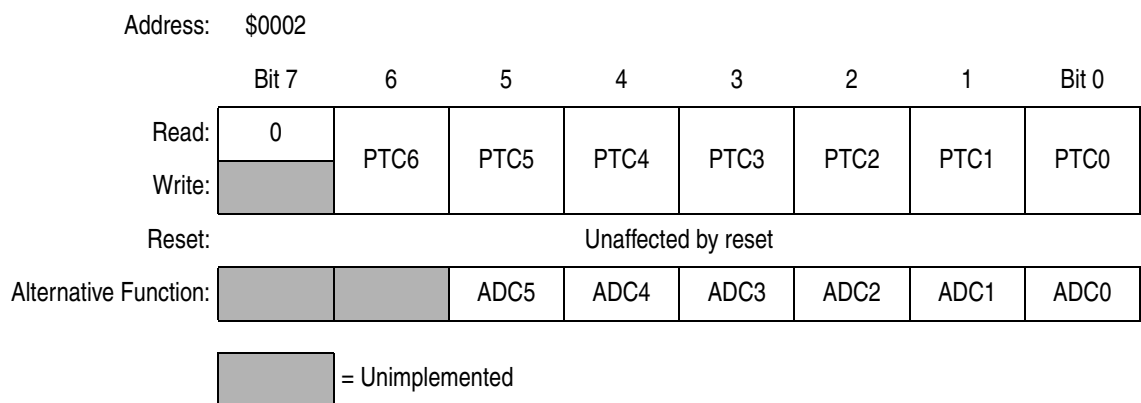 Address: $0002
Bit 7 6 5 4 3 2 1 Bit 0
Read: 0 PTC6 PTC5 PTC4 PTC3 PTC2 PTC1 PTC0
Write:
Reset: Unaffected by reset
Alternative Function: ADC5 ADC4 ADC3 ADC2 ADC1 ADC0
= Unimplemented